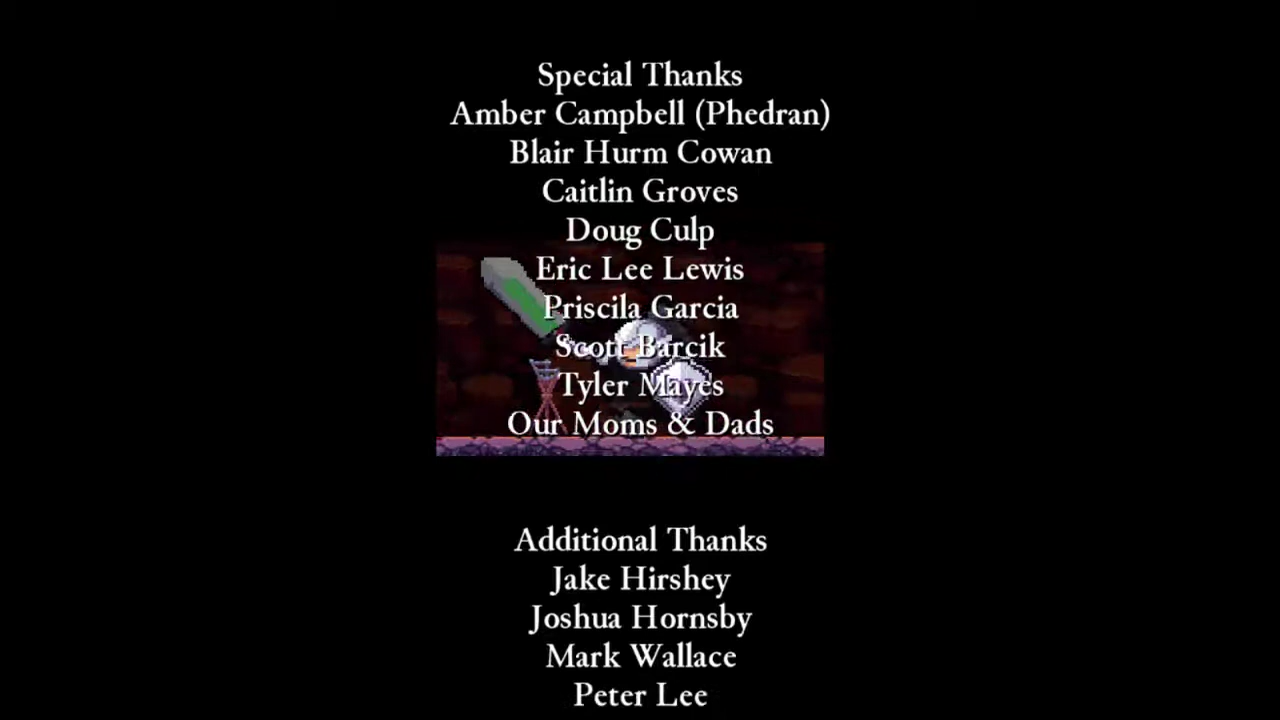 Special Thanks
Amber Campbell (Phedran)
Blair Hurm Cowan
Caitlin Groves
Doug Culp
Eric Lee Lewis
Priscila Garcia
Scott Barcik
Tyler Mayes
Our Moms & Dads
Additional Thanks
Jake Hirshey
Joshua Hornsby
Mark Wallace
Peter Lee